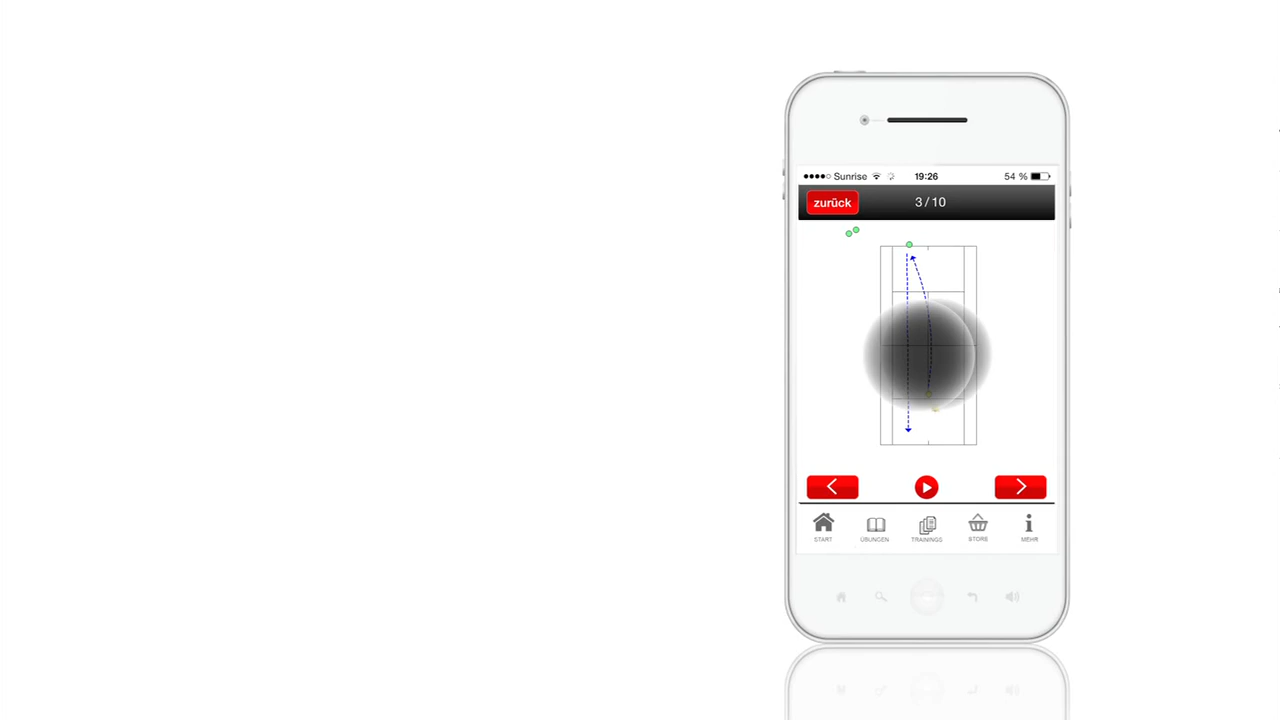 Sunrise 19:26 54 %
zurück 3 / 10
START ÜBUNGEN TRAININGS STORE MEHR